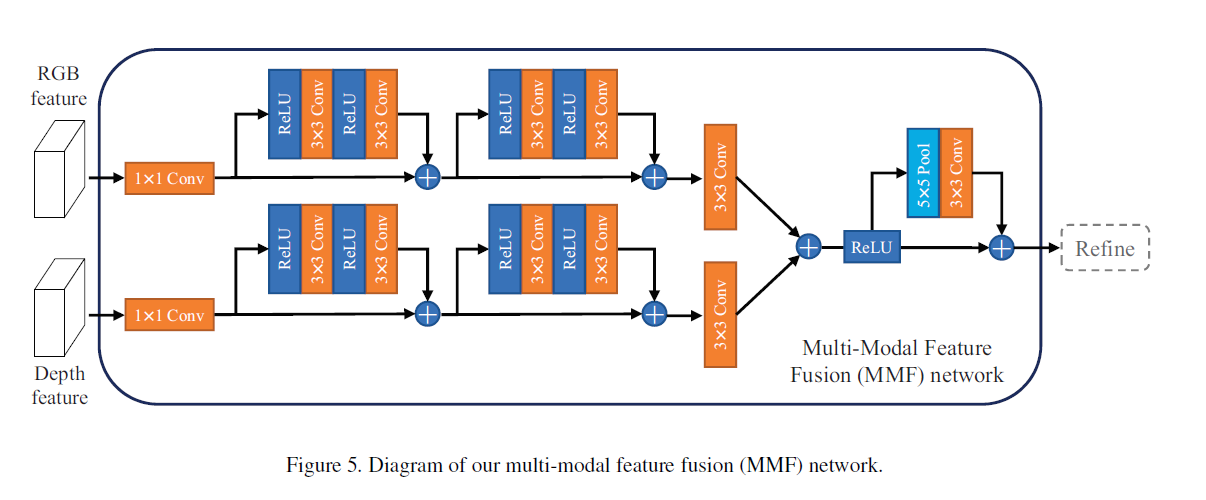 RGB
feature
1×1 Conv
ReLU
3×3 Conv
ReLU
3×3 Conv
ReLU
3×3 Conv
ReLU
3×3 Conv
3×3 Conv
Depth
feature
1×1 Conv
ReLU
3×3 Conv
ReLU
3×3 Conv
ReLU
3×3 Conv
ReLU
3×3 Conv
3×3 Conv
ReLU
5×5 Pool
3×3 Conv
Refine
Multi-Modal Feature
Fusion (MMF) network
Figure 5. Diagram of our multi-modal feature fusion (MMF) network.